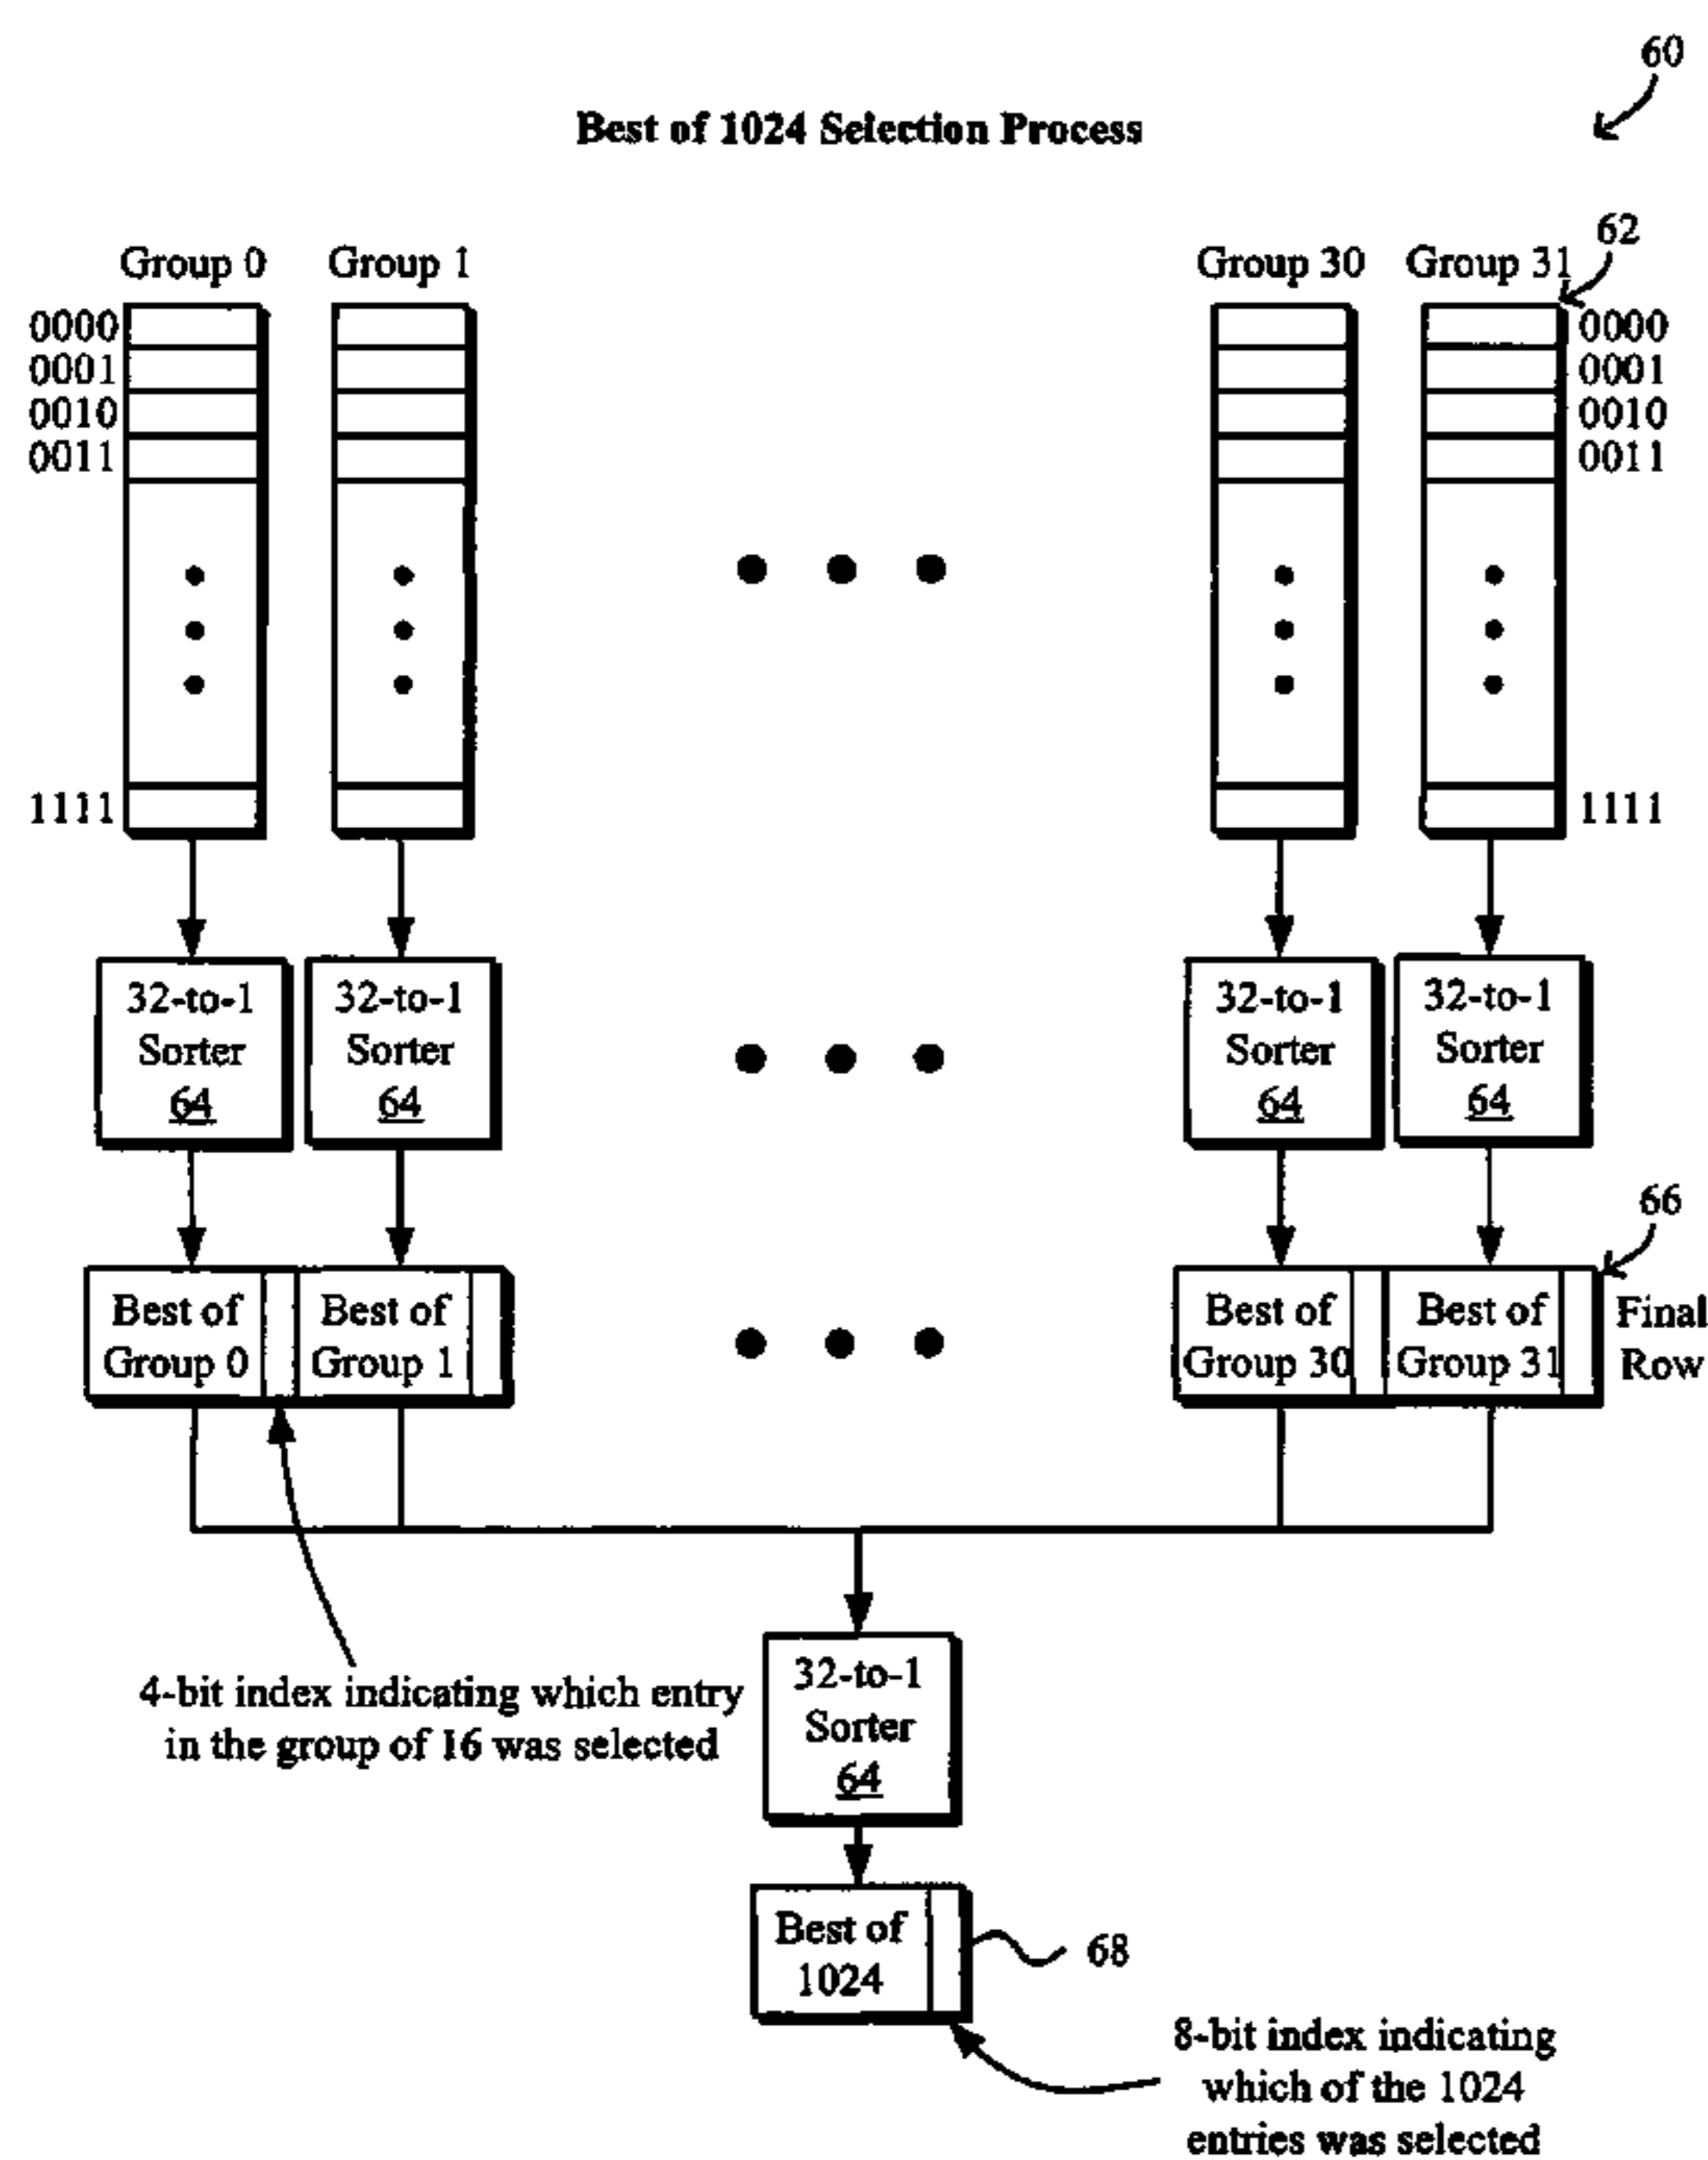 60
Best of 1024 Selection Process
62
Group 0 Group 1 Group 30 Group 31
0000 0000
0001 0001
0010 0010
0011 0011
1111 1111
32-to-1 32-to-1 32-to-1 32-to-1
Sorter Sorter Sorter Sorter
64 64 64 64
66
Best of Best of Best of Best of Final
Group 0 Group 1 Group 30 Group 31 Row
4-bit index indicating which entry
in the group of 16 was selected
32-to-1
Sorter
64
Best of
1024
68
8-bit index indicating
which of the 1024
entries was selected